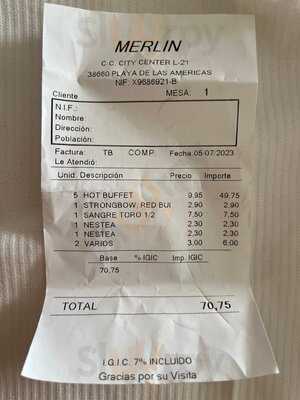 MERLIN
C.C. CITY CENTER L-21
38660 PLAYA DE LAS AMERICAS
NIF: X9686921-B
Cliente MESA: 1
N.I.F.:
Nombre:
Dirección:
Población:
Factura: TB COMP Fecha:05-07/2023
Le Atendió:
Unid. Descripción Precio Importe
5 HOT BUFFET 9.95 49,75
1 STRONGBOW, RED BUI 2.90 2.90
1 SANGRE TORO 1/2 7,50 7,50
1 NESTEA 2.30 2.30
1 NESTEA 2.30 2.30
2 VARIOS 3.00 6.00
Base % IGIC Imp. IGIC
70,75
TOTAL 70,75
I.G.I.C. 7% INCLUIDO
Gracias por su Visita